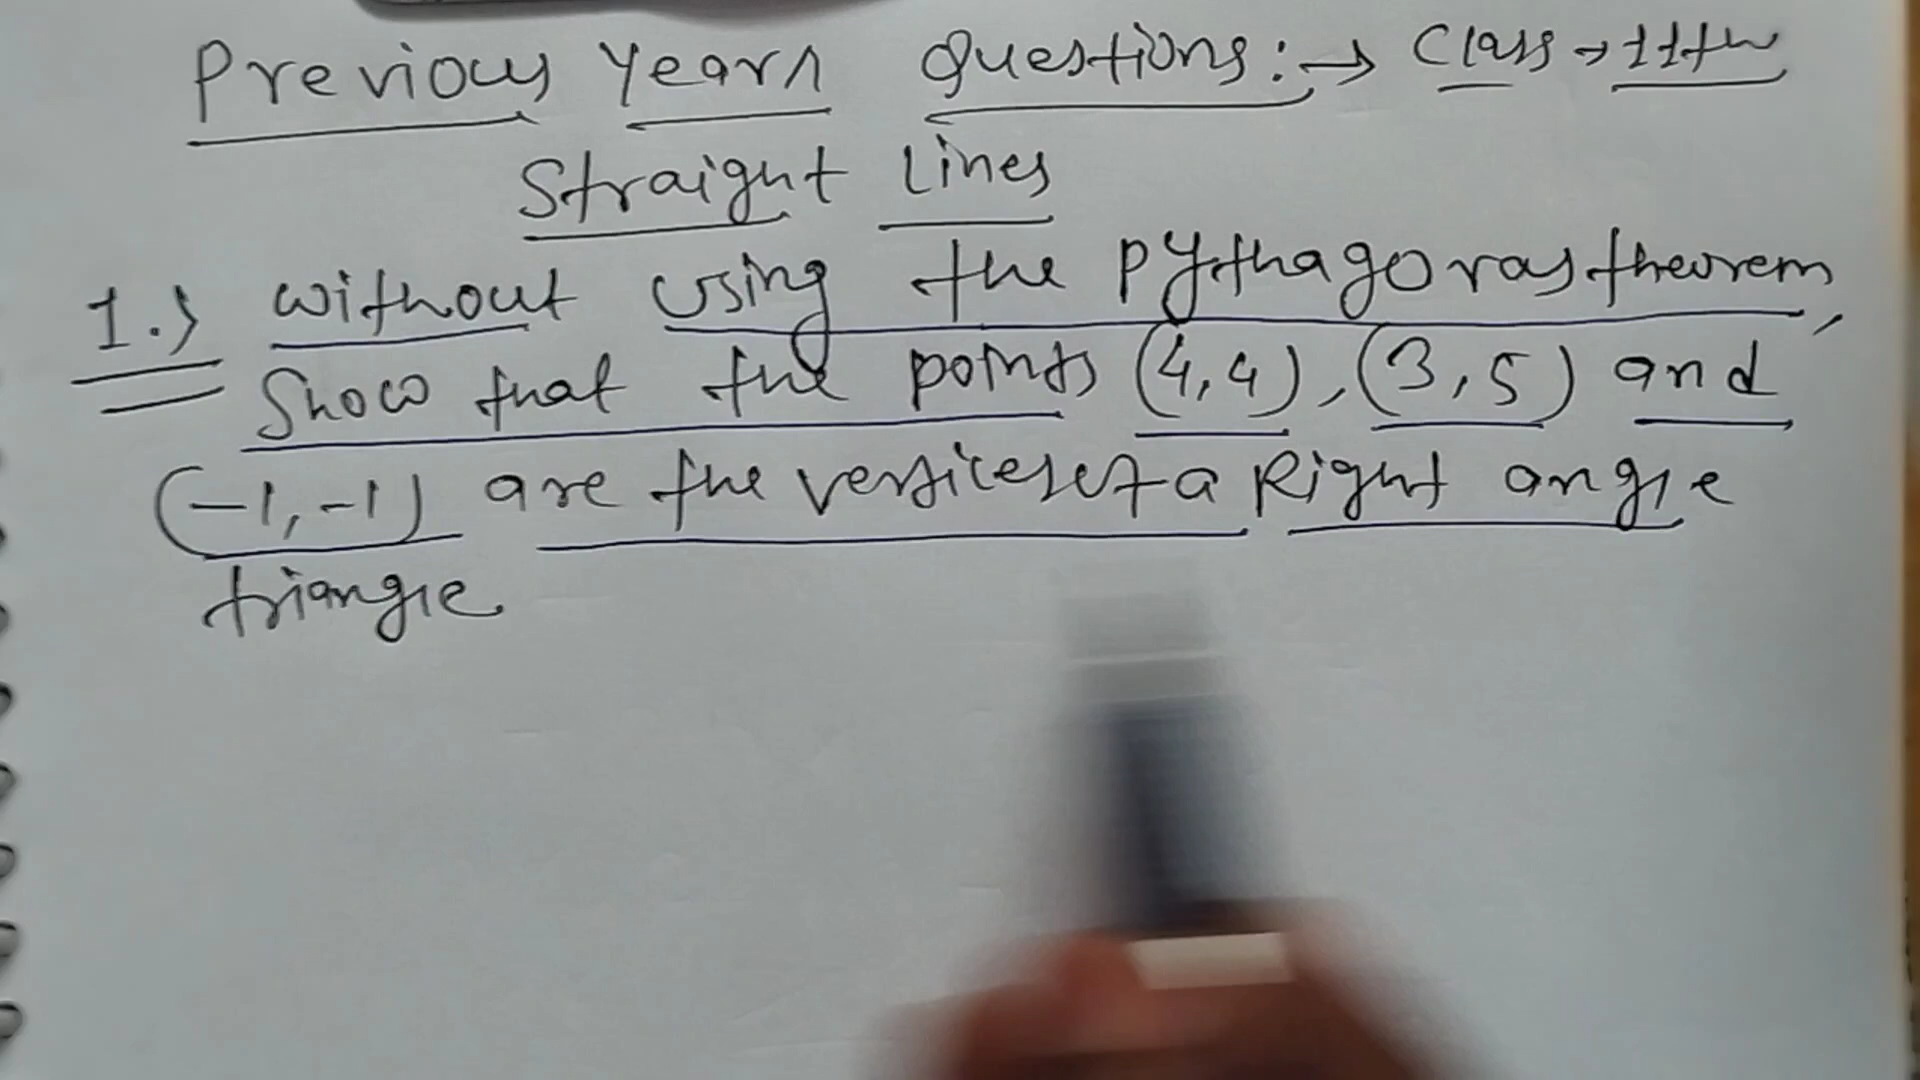 Previous Years Questions:→ Class → 11th
Straight Lines
1.) without using the Pythagoras theorem,
Show that the points (4,4), (3,5) and
(-1,-1) are the vertices of a Right angle
triangle